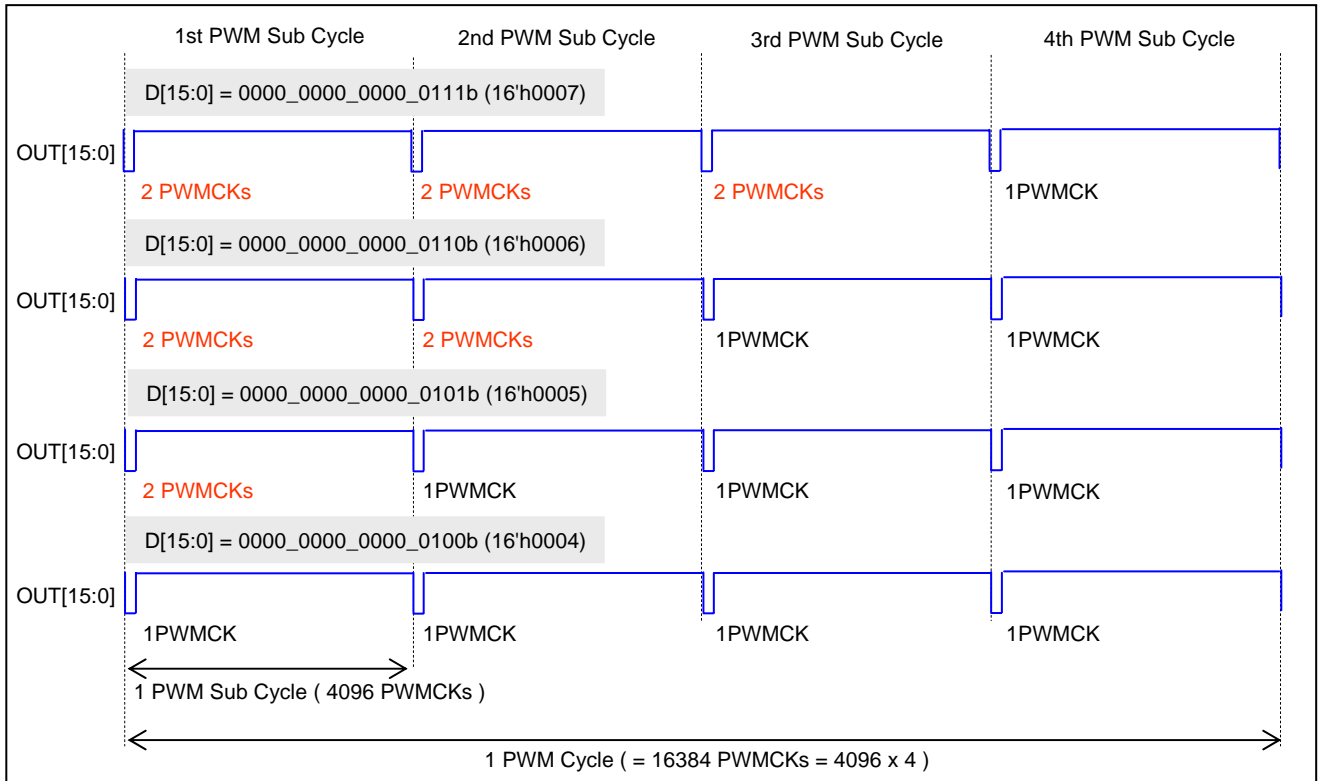 1st PWM Sub Cycle 2nd PWM Sub Cycle 3rd PWM Sub Cycle 4th PWM Sub Cycle
D[15:0] = 0000_0000_0000_0111b (16'h0007)
OUT[15:0]
2 PWMCKs 2 PWMCKs 2 PWMCKs 1PWMCK
D[15:0] = 0000_0000_0000_0110b (16'h0006)
OUT[15:0]
2 PWMCKs 2 PWMCKs 1PWMCK 1PWMCK
D[15:0] = 0000_0000_0000_0101b (16'h0005)
OUT[15:0]
2 PWMCKs 1PWMCK 1PWMCK 1PWMCK
D[15:0] = 0000_0000_0000_0100b (16'h0004)
OUT[15:0]
1PWMCK 1PWMCK 1PWMCK 1PWMCK
1 PWM Sub Cycle ( 4096 PWMCKs )
1 PWM Cycle ( = 16384 PWMCKs = 4096 x 4 )